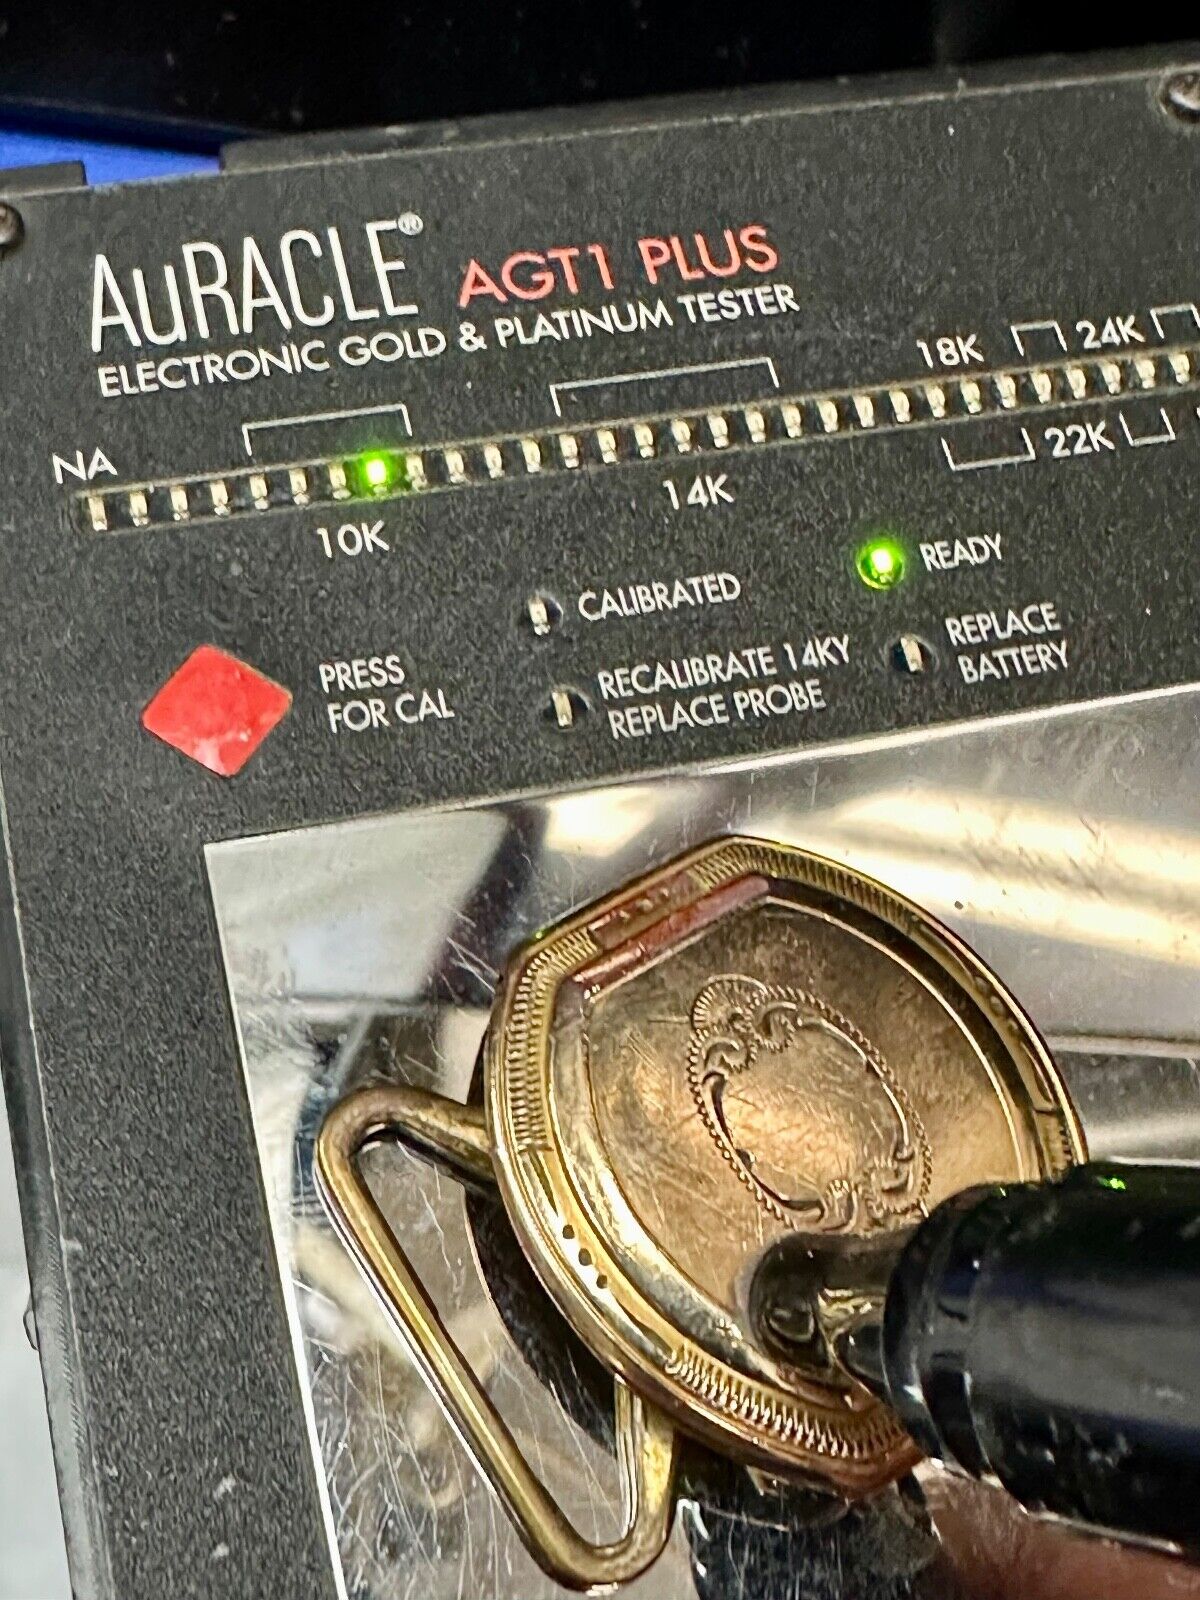 AuRACLE® AGT1 PLUS
ELECTRONIC GOLD & PLATINUM TESTER
NA
18K 24K
10K 14K 22K
CALIBRATED
READY
PRESS
FOR CAL
RECALIBRATE 14KY
REPLACE PROBE
REPLACE
BATTERY